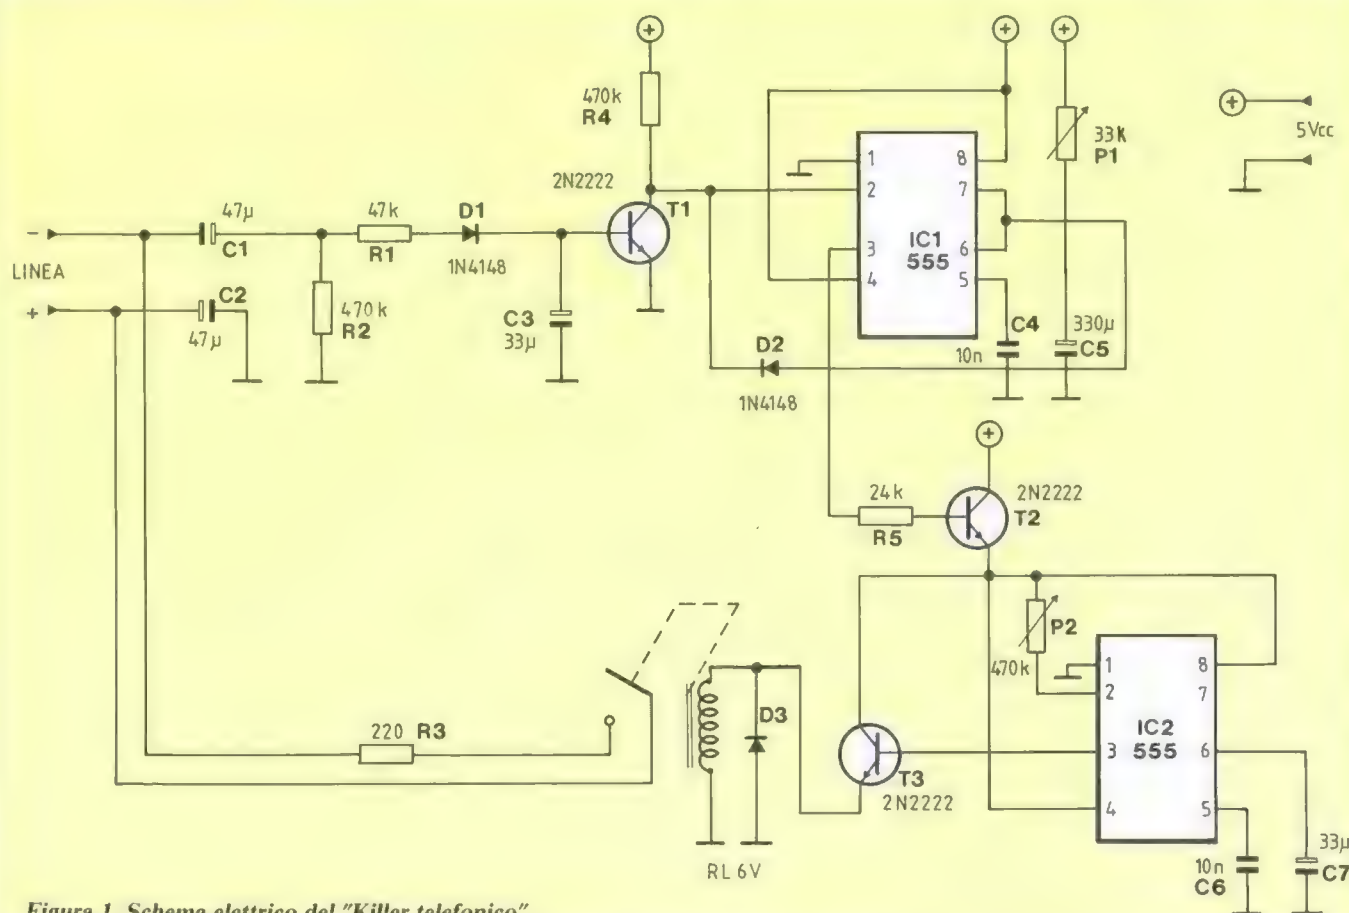 +
+
+
470k
R4
+
5Vcc
33k
P1
2N2222
T1
1 8
2 7
3 6
4 5
IC1
555
-
LINEA
+
47µ
C1
47k
R1
D1
1N4148
C2
47µ
470k
R2
C3
33µ
C4
10n
330µ
C5
D2
1N4148
+
24k
R5
2N2222
T2
P2
470k
1 8
2 7
3 6
4 5
IC2
555
220 R3
D3
T3
2N2222
RL 6V
10n
C6
33µ
C7
Figura 1. Schema elettrico del "Killer telefonico"